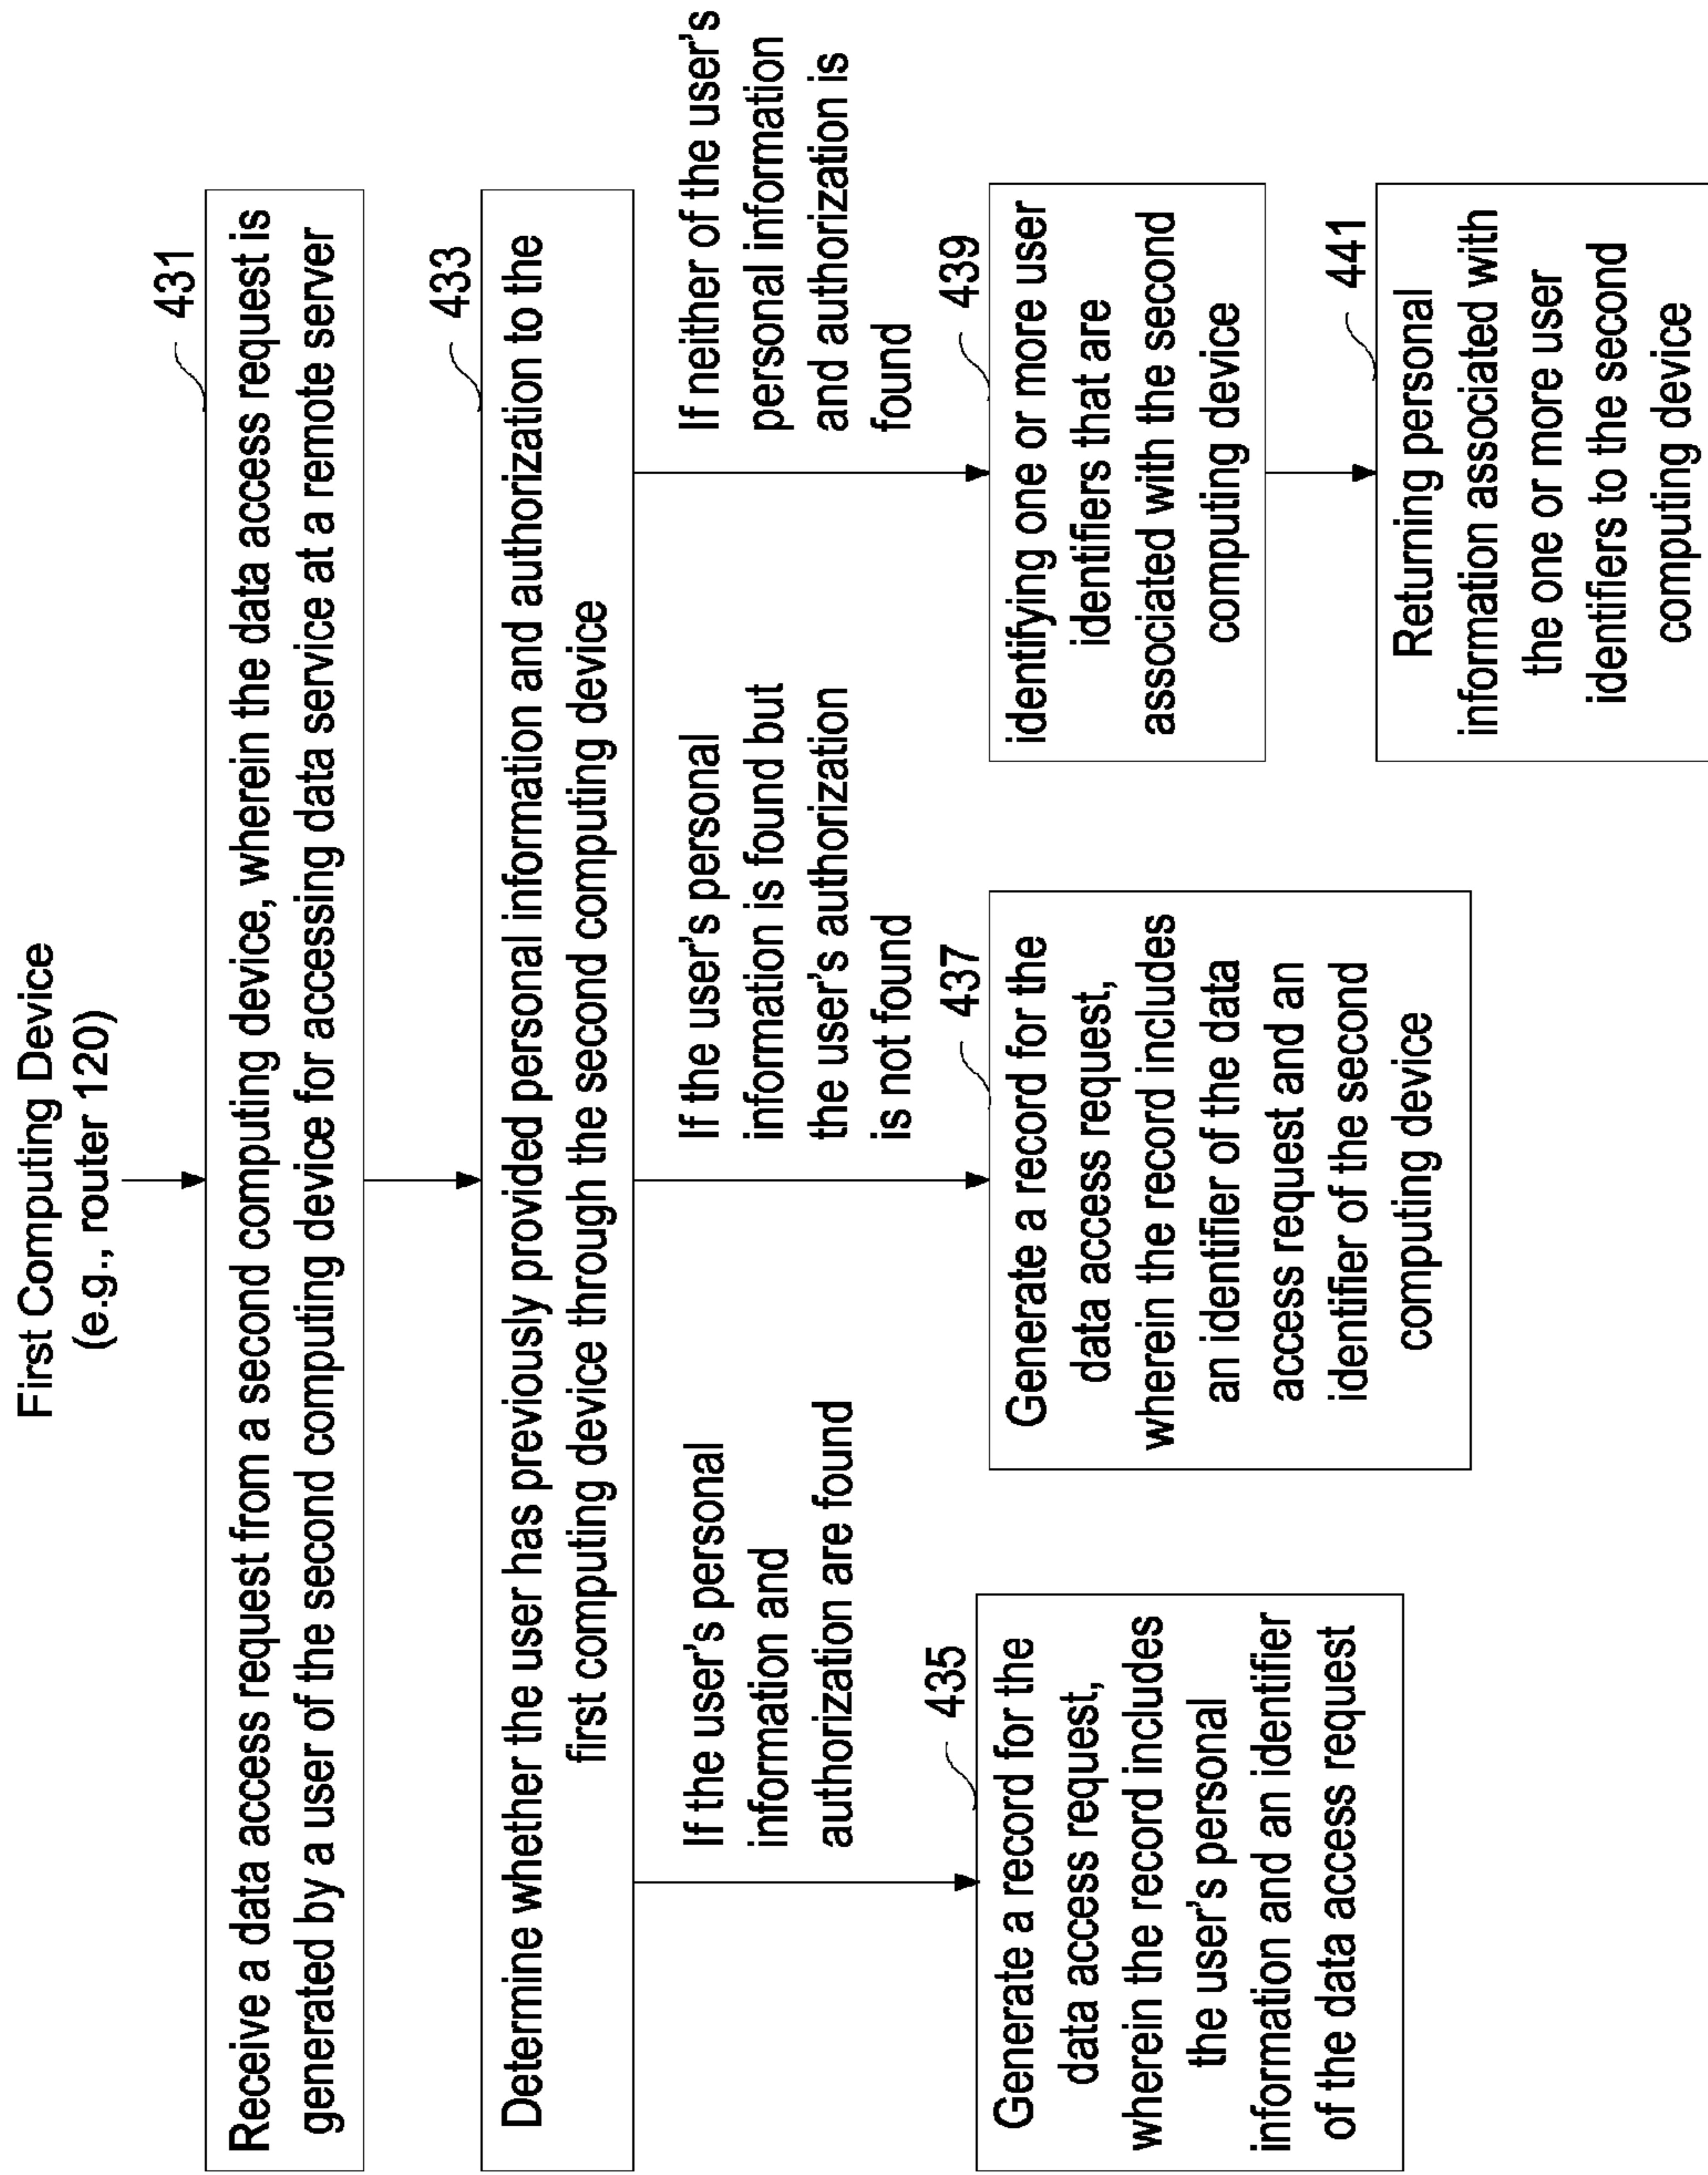 First Computing Device
(e.g., router 120)
431
Receive a data access request from a second computing device, wherein the data access request is
generated by a user of the second computing device for accessing data service at a remote server
433
Determine whether the user has previously provided personal information and authorization to the
first computing device through the second computing device
If the user's personal
information and
authorization are found
435
Generate a record for the
data access request,
wherein the record includes
the user's personal
information and an identifier
of the data access request
If the user's personal
information is found but
the user's authorization
is not found
437
Generate a record for the
data access request,
wherein the record includes
an identifier of the data
access request and an
identifier of the second
computing device
If neither of the user's
personal information
and authorization is
found
439
identifying one or more user
identifiers that are
associated with the second
computing device
441
Returning personal
information associated with
the one or more user
identifiers to the second
computing device